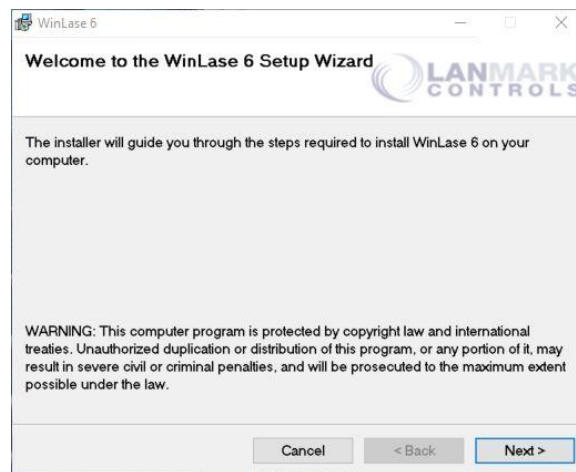 WinLase 6
Welcome to the WinLase 6 Setup Wizard
LANMARK
CONTROLS
The installer will guide you through the steps required to install WinLase 6 on your
computer.
WARNING: This computer program is protected by copyright law and international
treaties. Unauthorized duplication or distribution of this program, or any portion of it, may
result in severe civil or criminal penalties, and will be prosecuted to the maximum extent
possible under the law.
Cancel
< Back
Next >